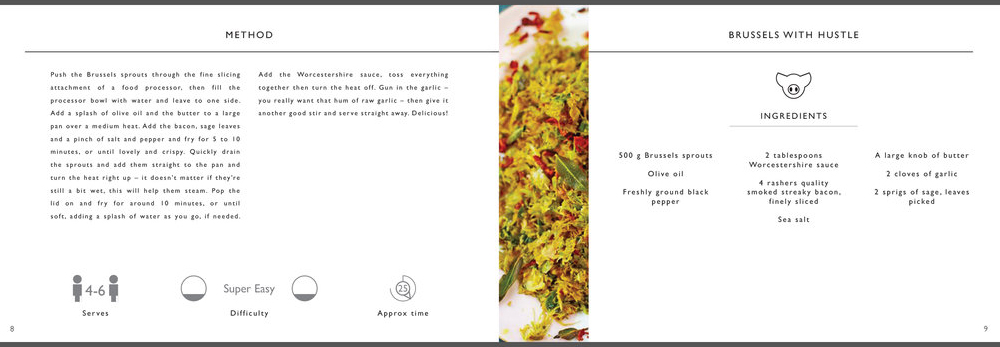 METHOD
Push the Brussels sprouts through the fine slicing
attachment of a food processor, then fill the
processor bowl with water and leave to one side.
Add a splash of olive oil and the butter to a large
pan over a medium heat. Add the bacon, sage leaves
and a pinch of salt and pepper and fry for 5 to 10
minutes, or until lovely and crispy. Quickly drain
the sprouts and add them straight to the pan and
turn the heat right up – it doesn't matter if they're
still a bit wet, this will help them steam. Pop the
lid on and fry for around 10 minutes, or until
soft, adding a splash of water as you go, if needed.
Add the Worcestershire sauce, toss everything
together then turn the heat off. Gun in the garlic –
you really want that hum of raw garlic – then give it
another good stir and serve straight away. Delicious!
4-6
Serves
Super Easy
Difficulty
25
Approx time
8
BRUSSELS WITH HUSTLE
INGREDIENTS
500 g Brussels sprouts
Olive oil
Freshly ground black
pepper
2 tablespoons
Worcestershire sauce
4 rashers quality
smoked streaky bacon,
finely sliced
Sea salt
A large knob of butter
2 cloves of garlic
2 sprigs of sage, leaves
picked
9